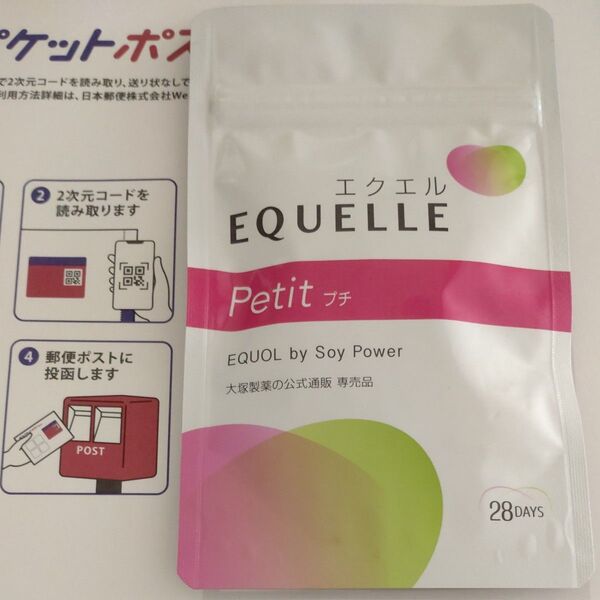 ケットポス
で2次元コードを読み取り、送り状なしで
利用方法詳細は、日本郵便株式会社We
2 2次元コードを
読み取ります
4 郵便ポストに
投函します
POST
エクエル
EQUELLE
Petit プチ
EQUOL by Soy Power
大塚製薬の公式通販 専売品
28DAYS